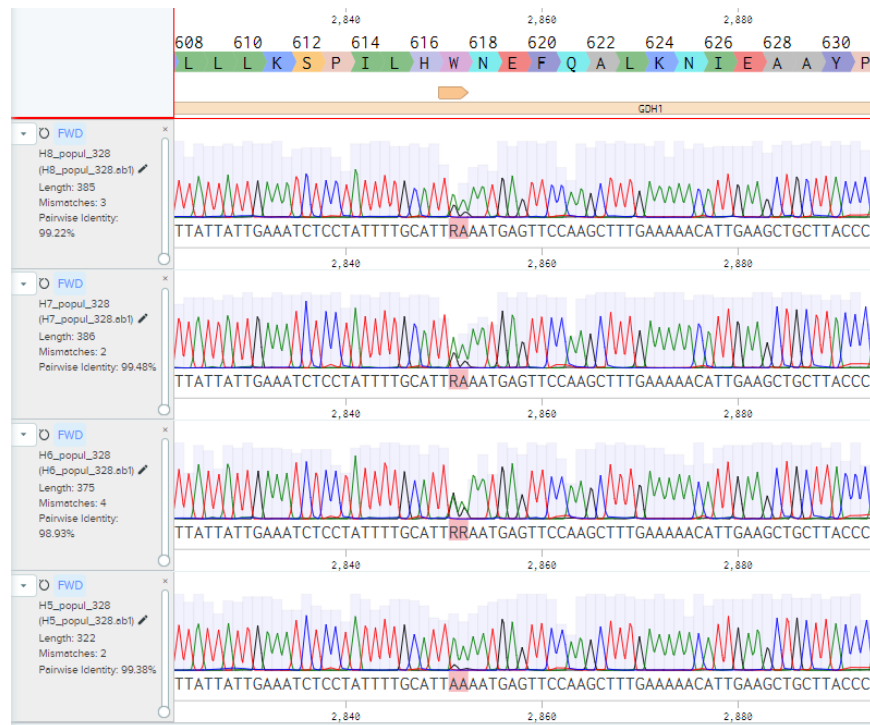 2,840 2,860 2,880
608 610 612 614 616 618 620 622 624 626 628 630
L L L K S P I L H W N E F Q A L K N I E A A Y P
GDH1
FWD
H8_popul_328
(H8_popul_328.ab1)
Length: 385
Mismatches: 3
Pairwise Identity:
99.22%
TTATTATTGAAATCTCCTATTTTGCATTRAAATGAGTTCCAAGCTTTGAAAAACATTGAAGCTGCTTACCC
2,840 2,860 2,880
FWD
H7_popul_328
(H7_popul_328.ab1)
Length: 386
Mismatches: 2
Pairwise Identity: 99.48%
TTATTATTGAAATCTCCTATTTTGCATTRAAATGAGTTCCAAGCTTTGAAAAACATTGAAGCTGCTTACCC
2,840 2,860 2,880
FWD
H6_popul_328
(H6_popul_328.ab1)
Length: 375
Mismatches: 4
Pairwise Identity:
98.93%
TTATTATTGAAATCTCCTATTTTGCATTRRAATGAGTTCCAAGCTTTGAAAAACATTGAAGCTGCTTACCC
2,840 2,860 2,880
FWD
H5_popul_328
(H5_popul_328.ab1)
Length: 322
Mismatches: 2
Pairwise Identity: 99.38%
TTATTATTGAAATCTCCTATTTTGCATTAAAATGAGTTCCAAGCTTTGAAAAACATTGAAGCTGCTTACCC
2,840 2,860 2,880